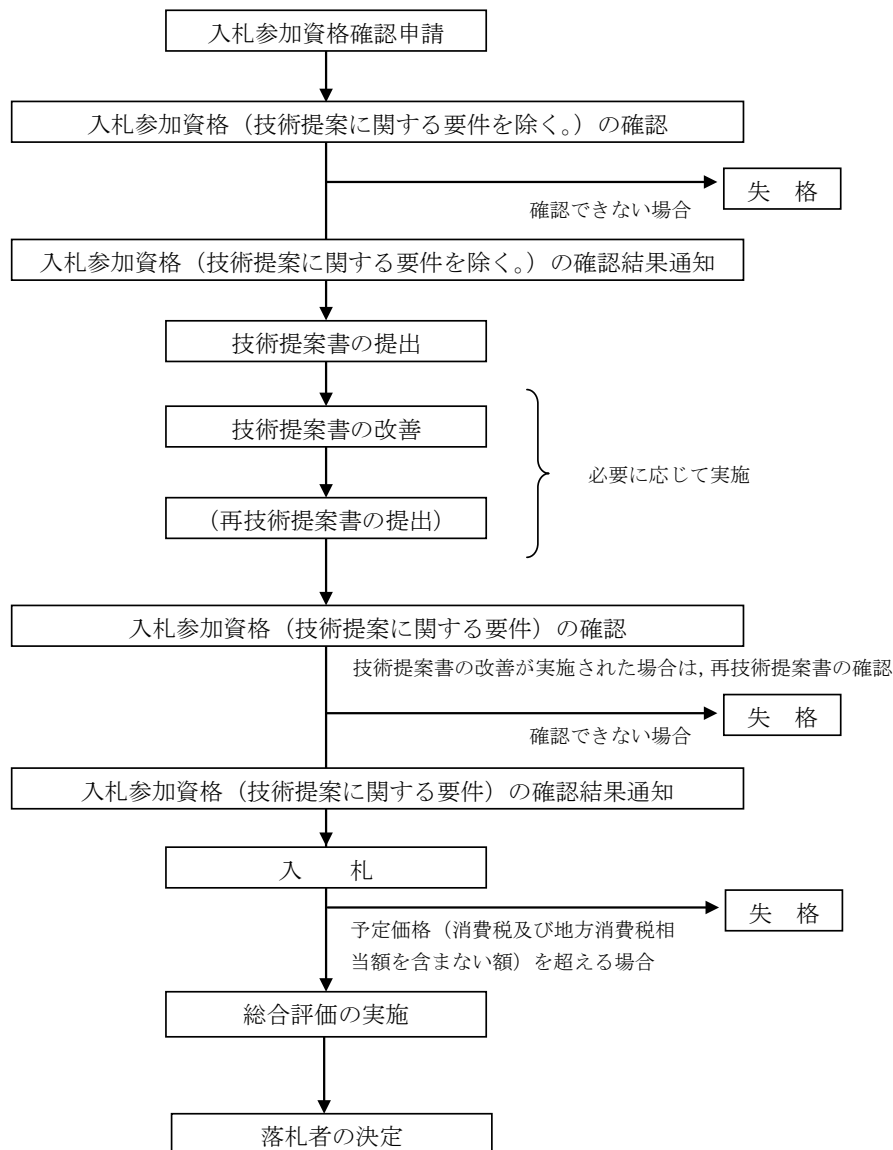 入札参加資格確認申請
入札参加資格（技術提案に関する要件を除く。）の確認
失　格
確認できない場合
入札参加資格（技術提案に関する要件を除く。）の確認結果通知
技術提案書の提出
技術提案書の改善
必要に応じて実施
（再技術提案書の提出）
入札参加資格（技術提案に関する要件）の確認
技術提案書の改善が実施された場合は，再技術提案書の確認
失　格
確認できない場合
入札参加資格（技術提案に関する要件）の確認結果通知
入　　札
失　格
予定価格（消費税及び地方消費税相
当額を含まない額）を超える場合
総合評価の実施
落札者の決定